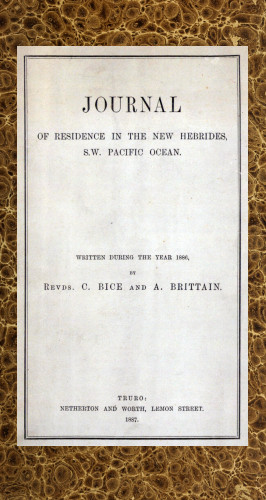 JOURNAL
OF RESIDENCE IN THE NEW HEBRIDES,
S.W. PACIFIC OCEAN.
WRITTEN DURING THE YEAR 1886,
BY
REVDS. C. BICE AND A. BRITTAIN.
TRURO:
NETHERTON AND WORTH, LEMON STREET.
1887.